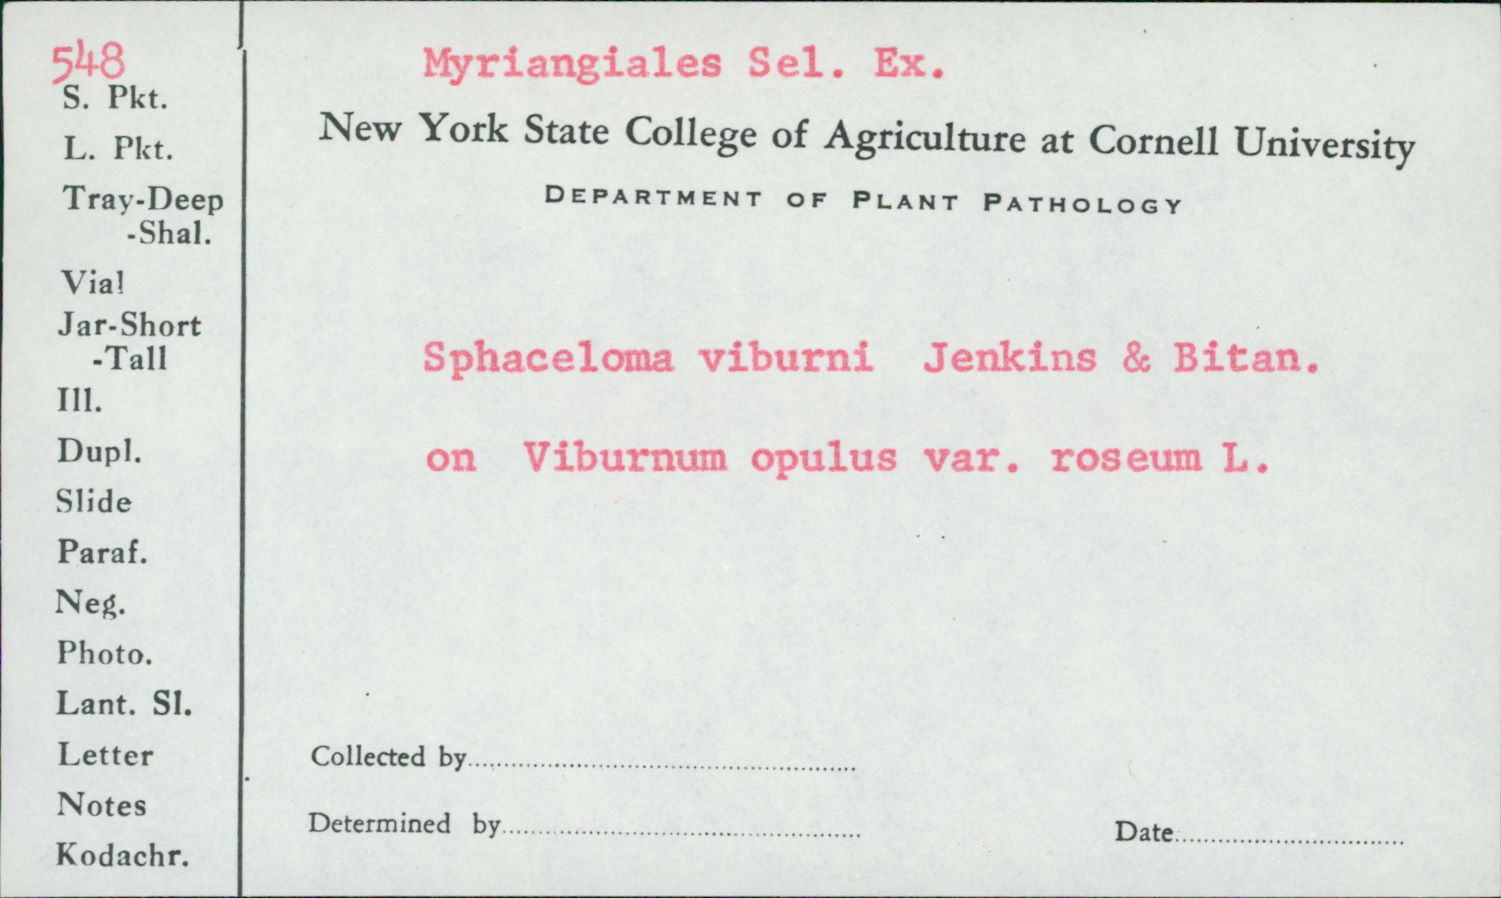 548
S. Pkt.
L. Pkt.
Tray-Deep
-Shal.
Vial
Jar-Short
-Tall
Ill.
Dupl.
Slide
Paraf.
Neg.
Photo.
Lant. Sl.
Letter
Notes
Kodachr.
Myriangiales Sel. Ex.
New York State College of Agriculture at Cornell University
DEPARTMENT OF PLANT PATHOLOGY
Sphaceloma viburni Jenkins & Bitan.
on Viburnum opulus var. roseum L.
Collected by
Determined by
Date